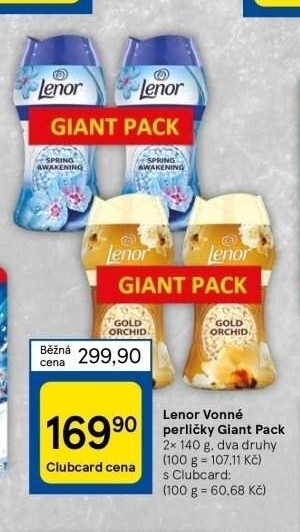 Lenor Lenor
GIANT PACK
SPRING AWAKENING SPRING AWAKENING
Lenor Lenor
GIANT PACK
GOLD ORCHID GOLD ORCHID
Běžná cena 299,90
16990
Clubcard cena
Lenor Vonné
perličky Giant Pack
2× 140 g, dva druhy
(100 g = 107,11 Kč)
s Clubcard:
(100 g = 60,68 Kč)